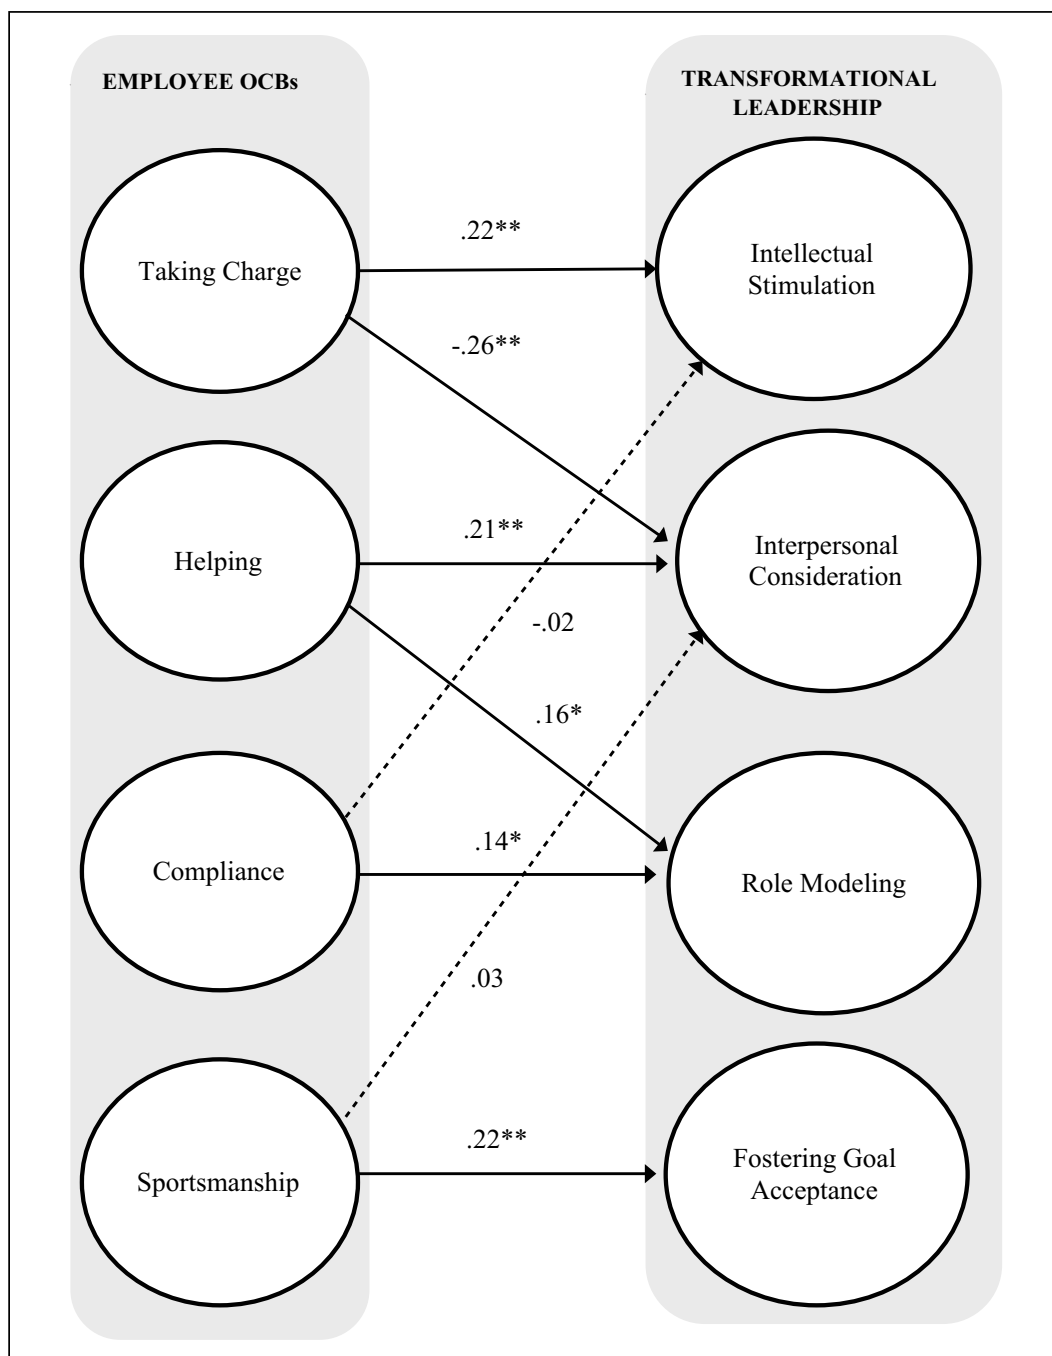 EMPLOYEE OCBs
TRANSFORMATIONAL
LEADERSHIP
Taking Charge
.22**
Intellectual
Stimulation
-.26**
Helping
.21**
Interpersonal
Consideration
-.02
.16*
Compliance
.14*
Role Modeling
.03
Sportsmanship
.22**
Fostering Goal
Acceptance